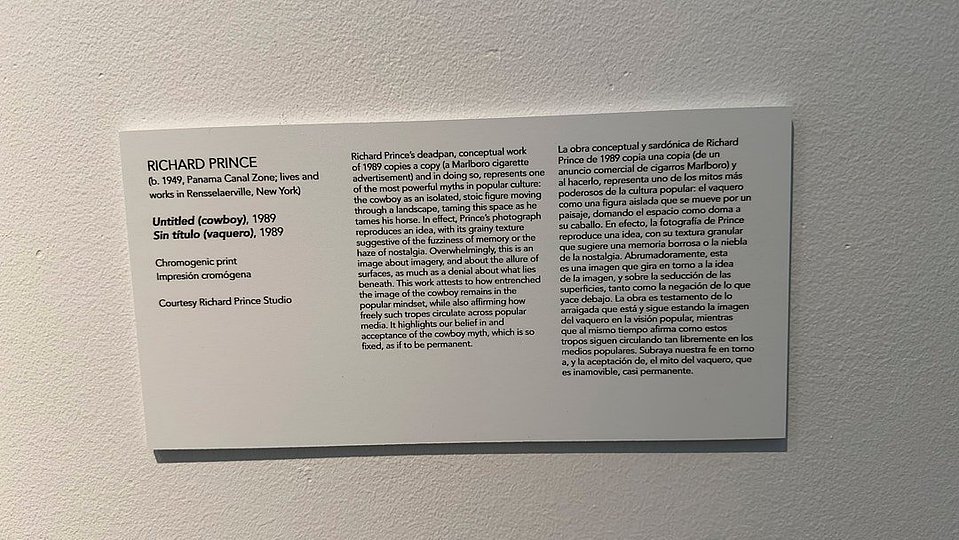 RICHARD PRINCE
(b. 1949, Panama Canal Zone; lives and
works in Rensselaerville, New York)
Untitled (cowboy), 1989
Sin título (vaquero), 1989
Chromogenic print
Impresión cromógena
Courtesy Richard Prince Studio
Richard Prince's deadpan, conceptual work
of 1989 copies a copy (a Marlboro cigarette
advertisement) and in doing so, represents one
of the most powerful myths in popular culture:
the cowboy as an isolated, stoic figure moving
through a landscape, taming this space as he
tames his horse. In effect, Prince's photograph
reproduces an idea, with its grainy texture
suggestive of the fuzziness of memory or the
haze of nostalgia. Overwhelmingly, this is an
image about imagery, and about the allure of
surfaces, as much as a denial about what lies
beneath. This work attests to how entrenched
the image of the cowboy remains in the
popular mindset, while also affirming how
freely such tropes circulate across popular
media. It highlights our belief in and
acceptance of the cowboy myth, which is so
fixed, as if to be permanent.
La obra conceptual y sardónica de Richard
Prince de 1989 copia una copia (de un
anuncio comercial de cigarros Marlboro) y
al hacerlo, representa uno de los mitos más
poderosos de la cultura popular: el vaquero
como una figura aislada que se mueve por un
paisaje, domando el espacio como doma a
su caballo. En efecto, la fotografía de Prince
reproduce una idea, con su textura granular
que sugiere una memoria borrosa o la niebla
de la nostalgia. Abrumadoramente, esta
es una imagen que gira en torno a la idea
de la imagen, y sobre la seducción de las
superficies, tanto como la negación de lo que
yace debajo. La obra es testamento de lo
arraigada que está y sigue estando la imagen
del vaquero en la visión popular, mientras
que al mismo tiempo afirma como estos
tropos siguen circulando tan libremente en los
medios populares. Subraya nuestra fe en torno
a, y la aceptación de, el mito del vaquero, que
es inamovible, casi permanente.